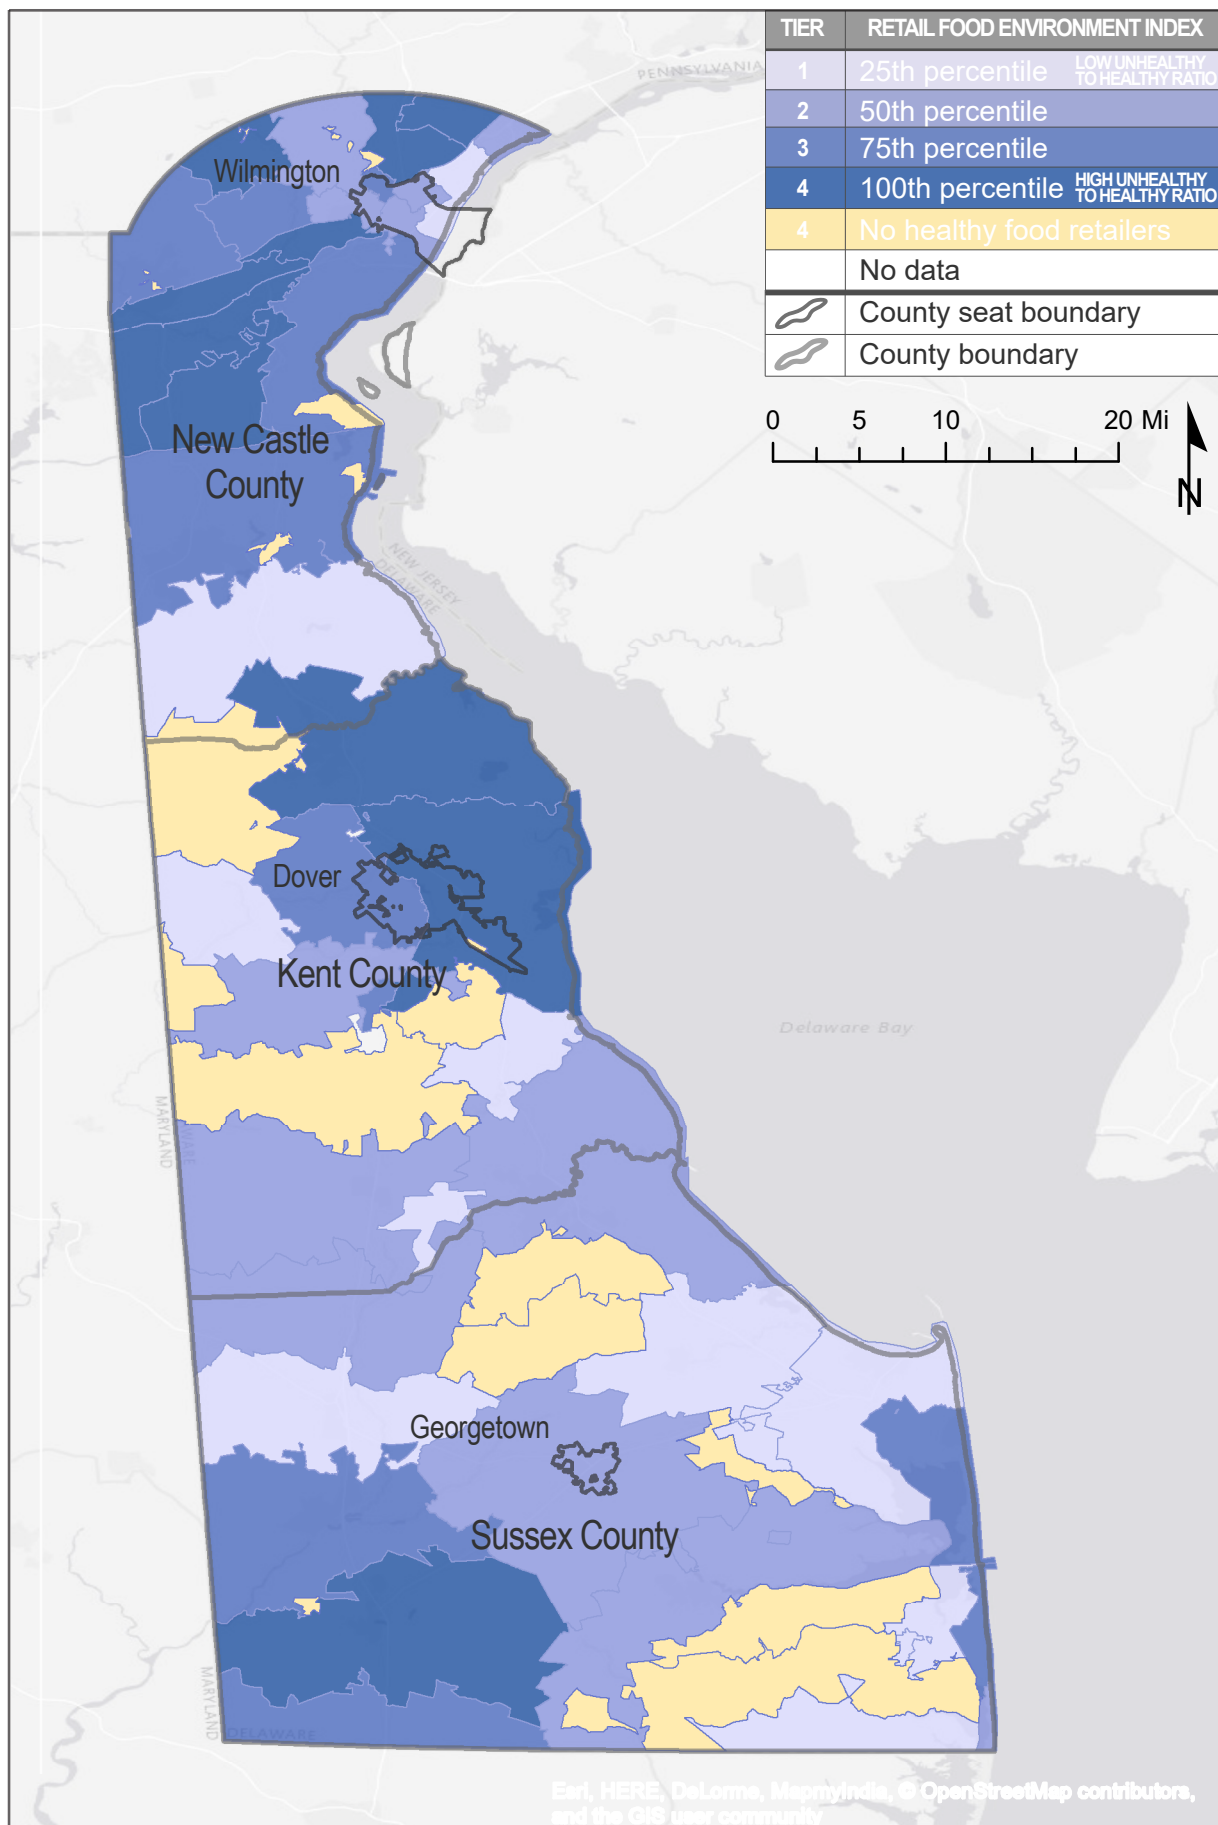 TIER RETAIL FOOD ENVIRONMENT INDEX
1 25th percentile LOW UNHEALTHY TO HEALTHY RATIO
2 50th percentile
3 75th percentile
4 100th percentile HIGH UNHEALTHY TO HEALTHY RATIO
4 No healthy food retailers
No data
County seat boundary
County boundary
0 5 10 20 Mi
N
PENNSYLVANIA
Wilmington
New Castle
County
NEW JERSEY
DELAWARE
Dover
Kent County
Delaware Bay
MARYLAND
Georgetown
Sussex County
MARYLAND
DELAWARE
Esri, HERE, DeLorme, MapmyIndia, © OpenStreetMap contributors,
and the GIS user community